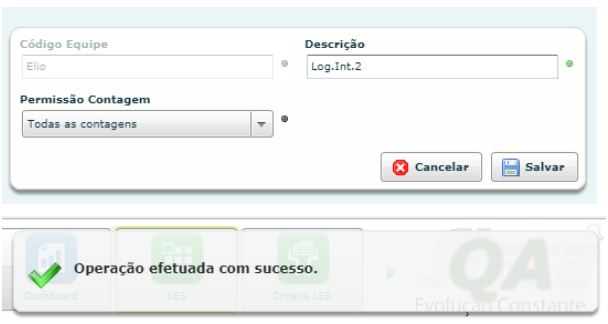 Código Equipe
Descrição
Elio
Log.Int.2
Permissão Contagem
Todas as contagens
Cancelar
Salvar
Operação efetuada com sucesso.
QA
Dashboard
LES
Criteria LES
Evolução Constante